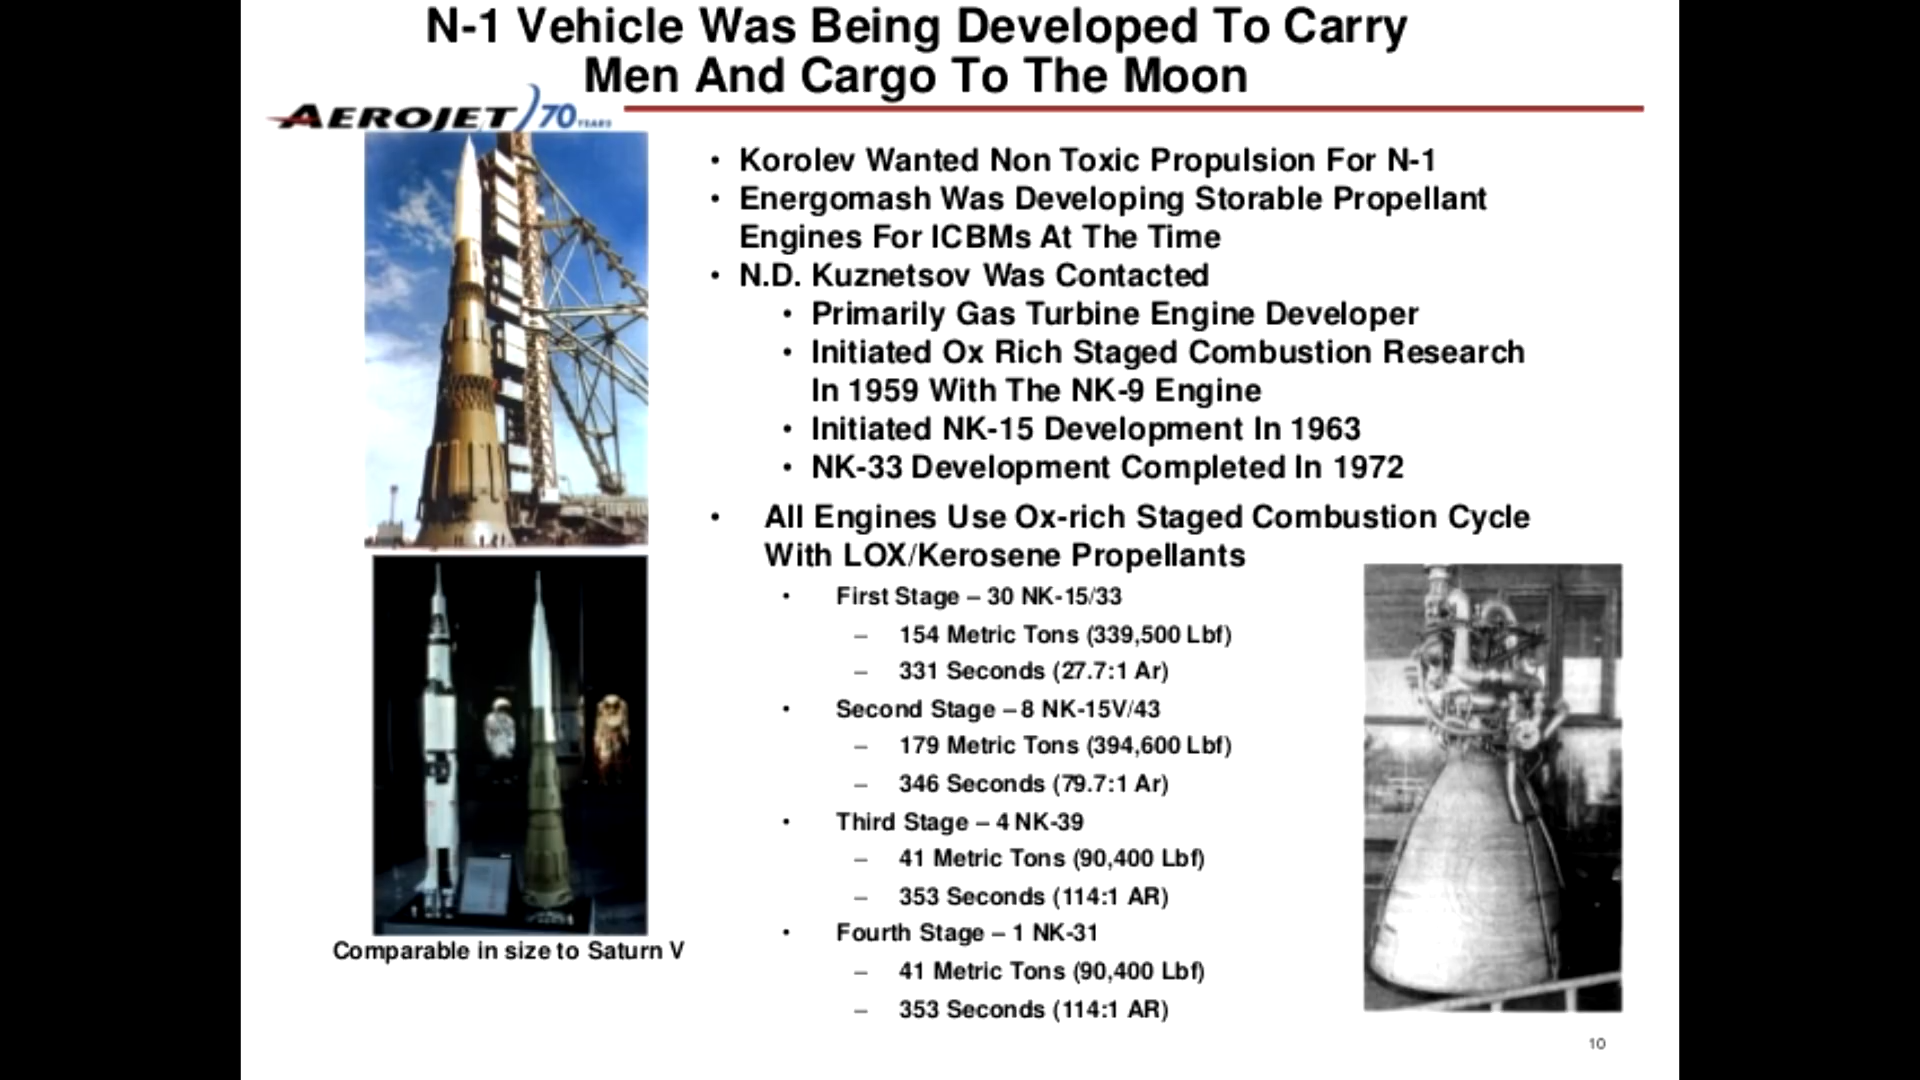 N-1 Vehicle Was Being Developed To Carry
Men And Cargo To The Moon
AEROJET 70 YEARS
• Korolev Wanted Non Toxic Propulsion For N-1
• Energomash Was Developing Storable Propellant
Engines For ICBMs At The Time
• N.D. Kuznetsov Was Contacted
• Primarily Gas Turbine Engine Developer
• Initiated Ox Rich Staged Combustion Research
In 1959 With The NK-9 Engine
• Initiated NK-15 Development In 1963
• NK-33 Development Completed In 1972
• All Engines Use Ox-rich Staged Combustion Cycle
With LOX/Kerosene Propellants
• First Stage – 30 NK-15/33
– 154 Metric Tons (339,500 Lbf)
– 331 Seconds (27.7:1 Ar)
• Second Stage – 8 NK-15V/43
– 179 Metric Tons (394,600 Lbf)
– 346 Seconds (79.7:1 Ar)
• Third Stage – 4 NK-39
– 41 Metric Tons (90,400 Lbf)
– 353 Seconds (114:1 AR)
• Fourth Stage – 1 NK-31
– 41 Metric Tons (90,400 Lbf)
– 353 Seconds (114:1 AR)
Comparable in size to Saturn V
10